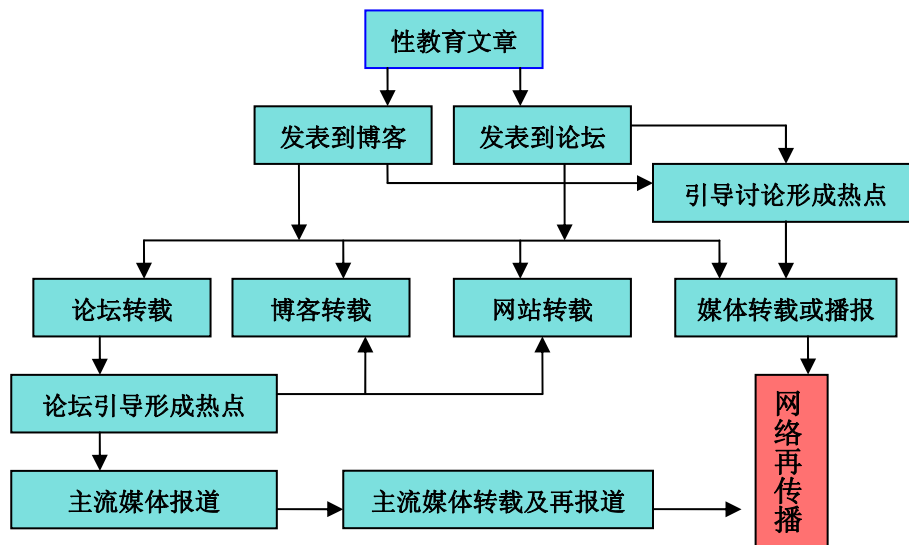 性教育文章
发表到博客
发表到论坛
引导讨论形成热点
论坛转载
博客转载
网站转载
媒体转载或播报
论坛引导形成热点
网络再传播
主流媒体报道
主流媒体转载及再报道